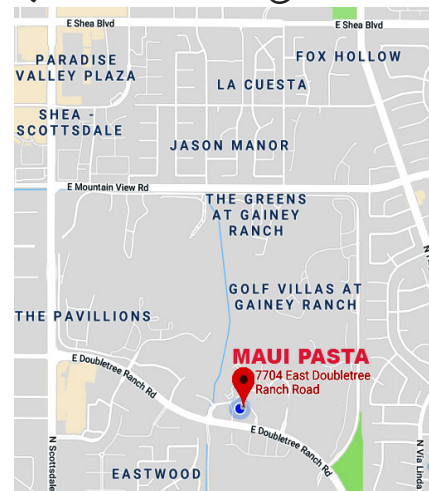 E Shea Blvd
E Shea Blvd
PARADISE
VALLEY PLAZA
FOX HOLLOW
LA CUESTA
SHEA -
SCOTTSDALE
JASON MANOR
E Mountain View Rd
THE GREENS
AT GAINEY
RANCH
GOLF VILLAS AT
GAINEY RANCH
THE PAVILLIONS
MAUI PASTA
7704 East Doubletree
Ranch Road
E Doubletree Ranch Rd
E Doubletree Ranch Rd
EASTWOOD
N Scottsdale
N Via Linda